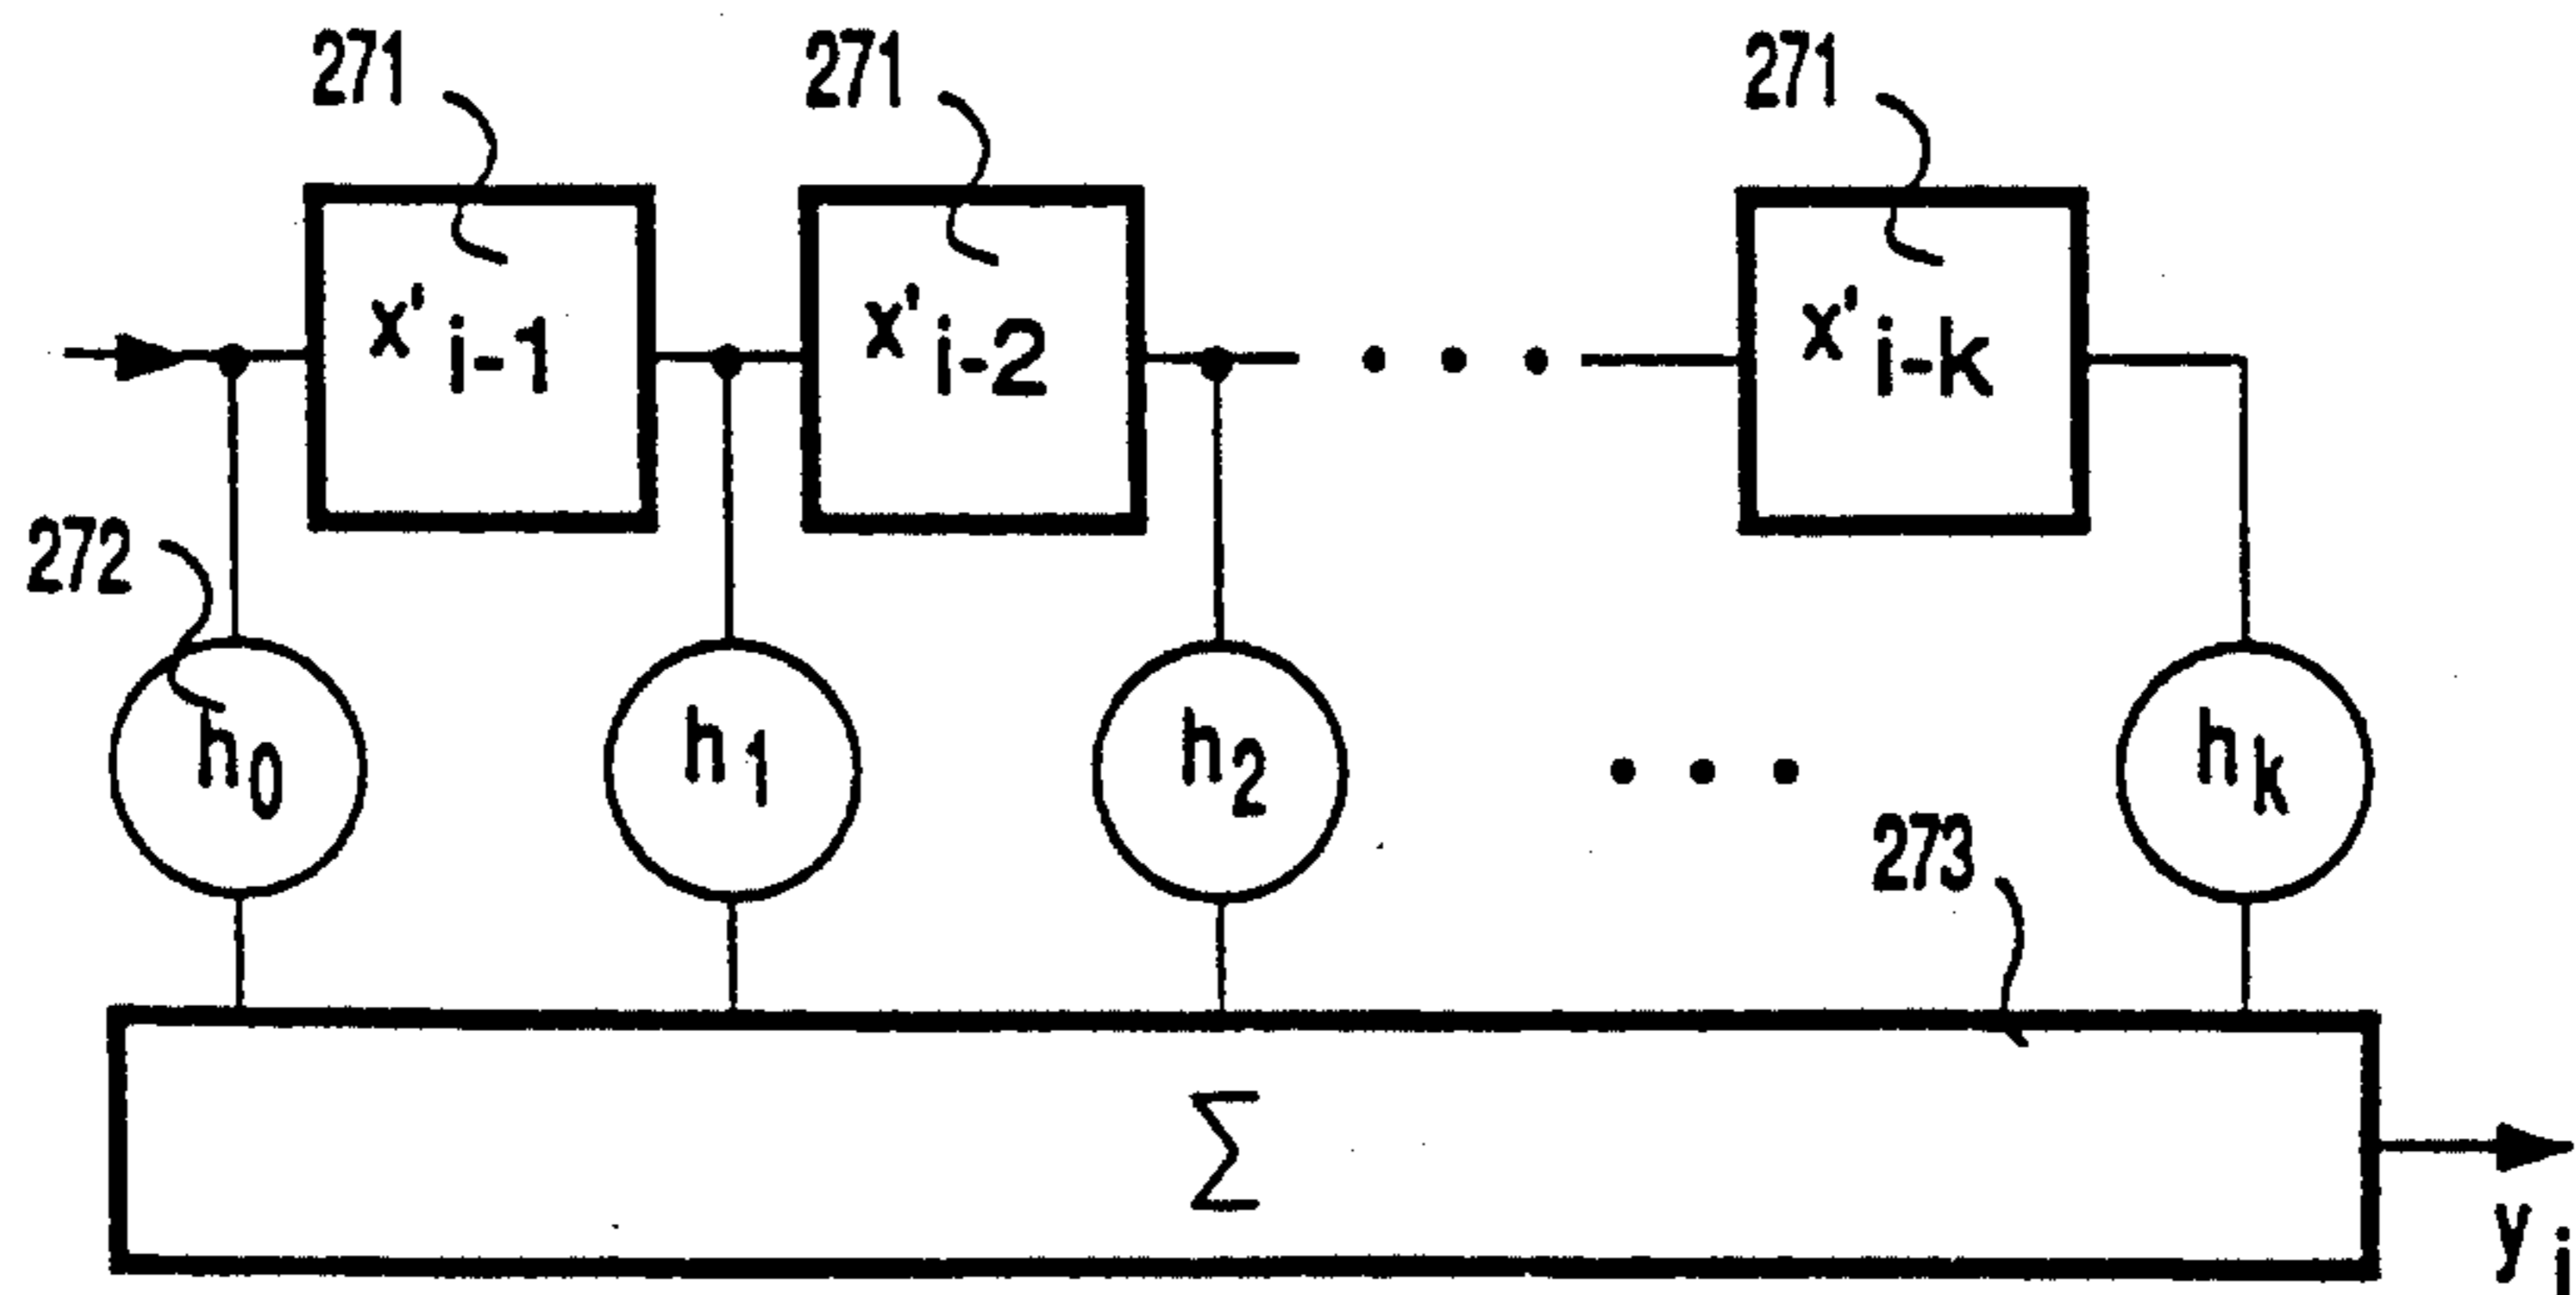 271 271 271
x'i-1 x'i-2 . . . x'i-k
272
h0 h1 h2 . . . hk
273
Σ
yi